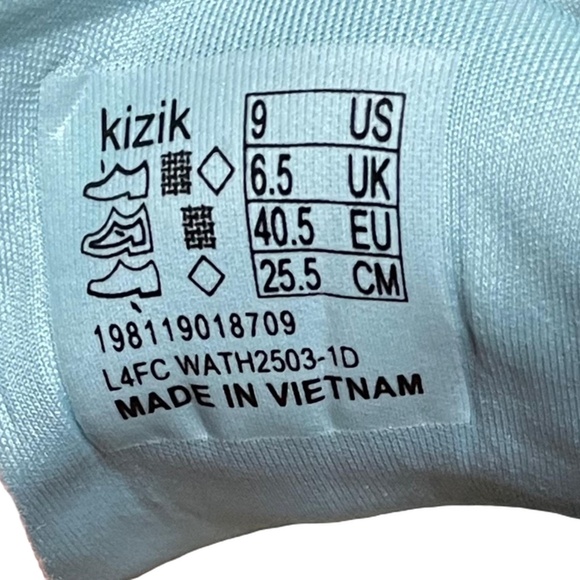 kizik
9 US
6.5 UK
40.5 EU
25.5 CM
198119018709
L4FC WATH2503-1D
MADE IN VIETNAM